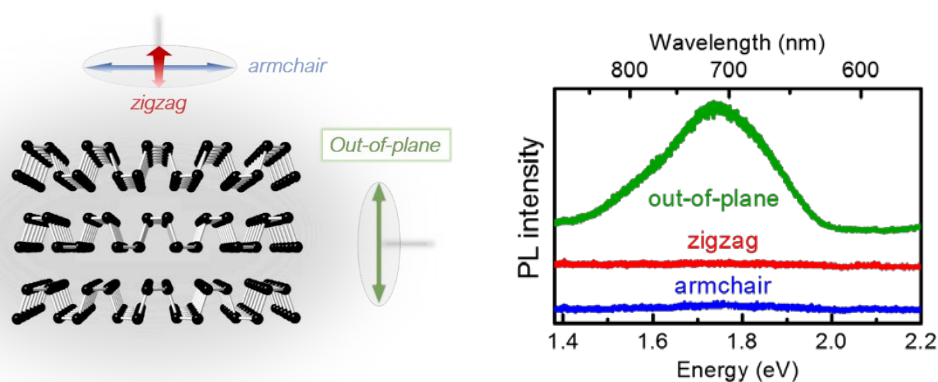 armchair
zigzag
Out-of-plane
Wavelength (nm)
800 700 600
PL intensity
out-of-plane
zigzag
armchair
1.4 1.6 1.8 2.0 2.2
Energy (eV)